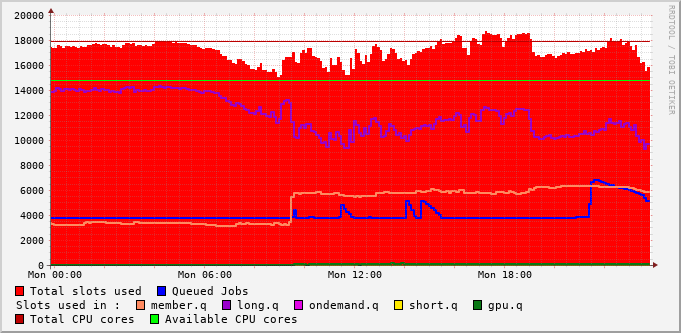 20000
18000
16000
14000
12000
10000
8000
6000
4000
2000
0
Mon 00:00 Mon 06:00 Mon 12:00 Mon 18:00
RRDTOOL / TOBI OETIKER
Total slots used Queued Jobs
Slots used in : member.q long.q ondemand.q short.q gpu.q
Total CPU cores Available CPU cores